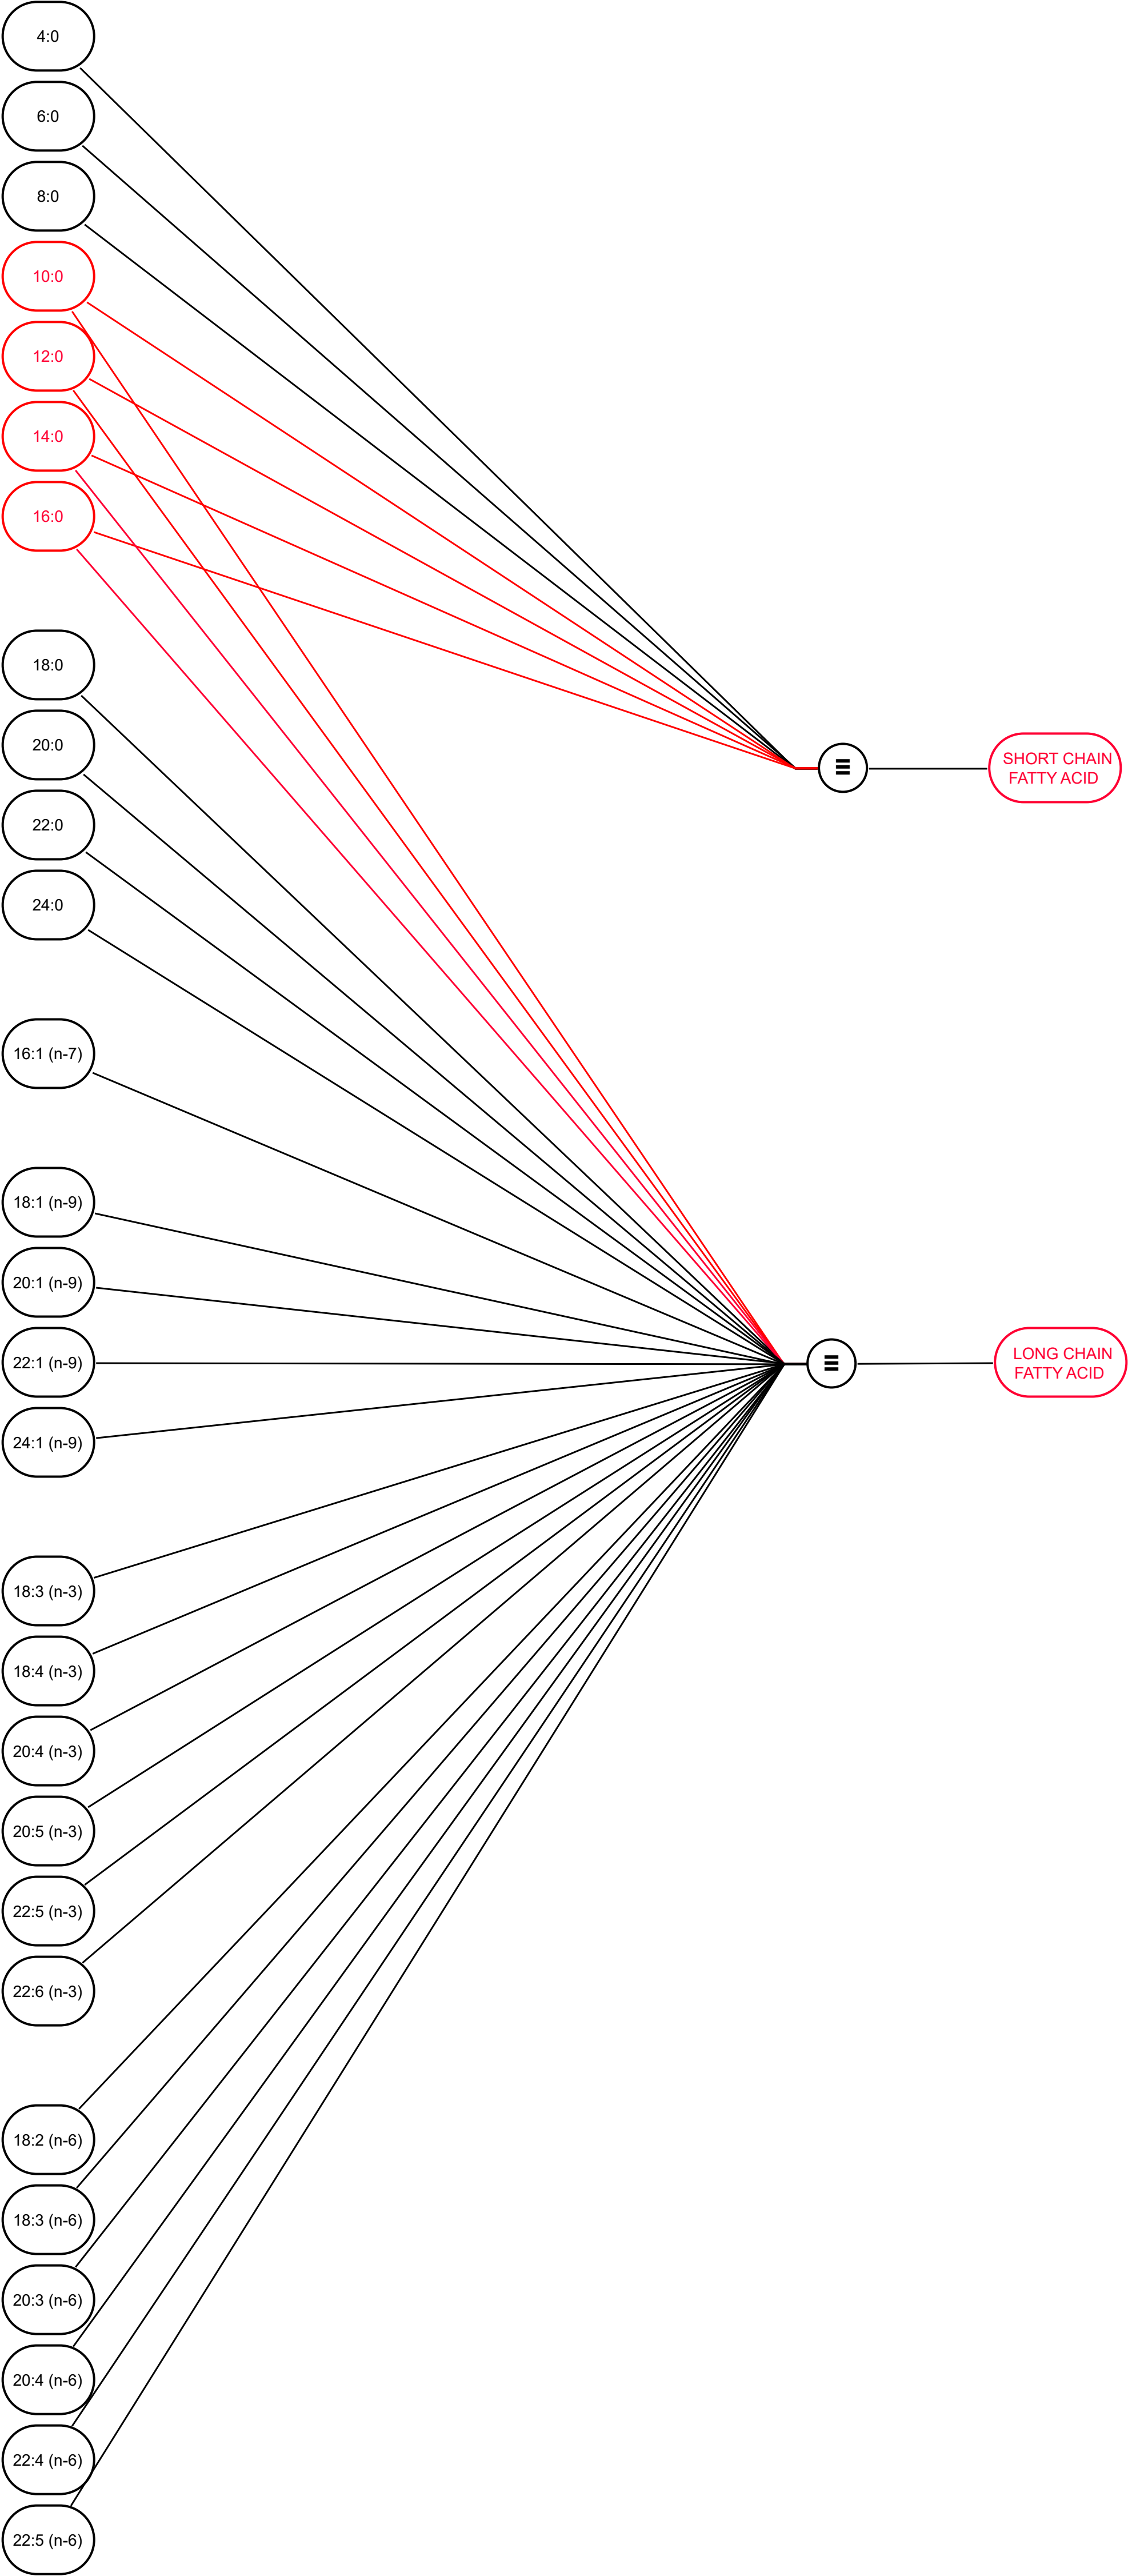 4:0
6:0
8:0
10:0
12:0
14:0
16:0
18:0
20:0
22:0
24:0
16:1 (n-7)
18:1 (n-9)
20:1 (n-9)
22:1 (n-9)
24:1 (n-9)
18:3 (n-3)
18:4 (n-3)
20:4 (n-3)
20:5 (n-3)
22:5 (n-3)
22:6 (n-3)
18:2 (n-6)
18:3 (n-6)
20:3 (n-6)
20:4 (n-6)
22:4 (n-6)
22:5 (n-6)
≡
SHORT CHAIN
FATTY ACID
≡
LONG CHAIN
FATTY ACID